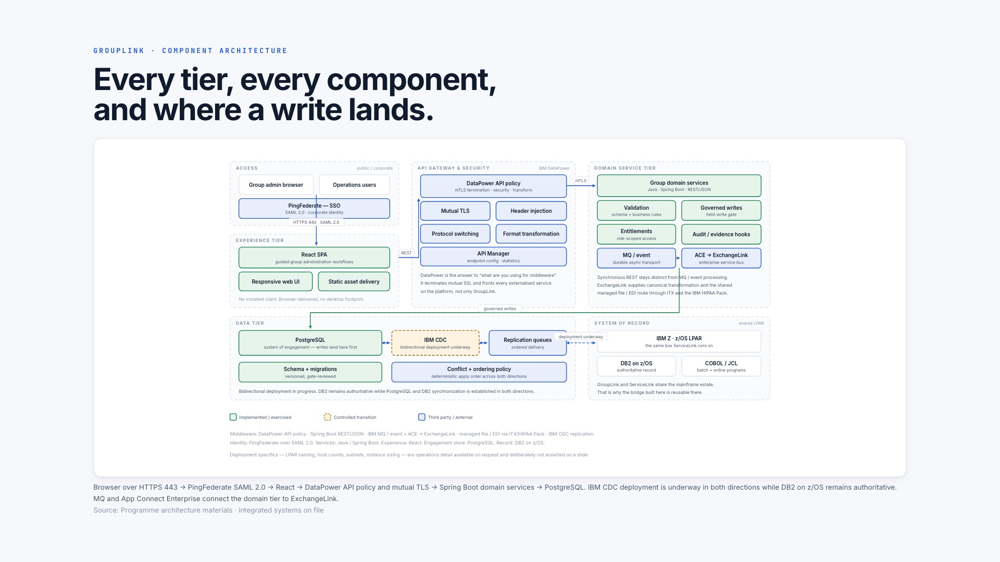 GROUPLINK · COMPONENT ARCHITECTURE
Every tier, every component,
and where a write lands.
ACCESS
public / corporate
Group admin browser
Operations users
PingFederate — SSO
SAML 2.0 · corporate identity
HTTPS 443 · SAML 2.0
EXPERIENCE TIER
React SPA
guided group administration workflows
Responsive web UI
Static asset delivery
No installed client. Browser-delivered, no desktop footprint.
REST
API GATEWAY & SECURITY
IBM DataPower
DataPower API policy
mTLS termination · security · transform
Mutual TLS
Header injection
Protocol switching
Format transformation
API Manager
endpoint config · statistics
DataPower is the answer to “what are you using for middleware”.
It terminates mutual SSL and fronts every externalised service
on the platform, not only GroupLink.
mTLS
DOMAIN SERVICE TIER
Group domain services
Java · Spring Boot · REST/JSON
Validation
schema + business rules
Governed writes
held-write gate
Entitlements
role-scoped access
Audit / evidence hooks
MQ / event
durable async transport
ACE → ExchangeLink
enterprise service bus
Synchronous REST stays distinct from MQ / event processing.
ExchangeLink supplies canonical transformation and the shared
managed file / EDI route through ITX and the IBM HIPAA Pack.
governed writes
DATA TIER
PostgreSQL
system of engagement — writes land here first
IBM CDC
bidirectional deployment underway
Replication queues
ordered delivery
deployment underway
Schema + migrations
versioned, gate-reviewed
Conflict + ordering policy
deterministic apply order across both directions
Bidirectional deployment in progress. DB2 remains authoritative while PostgreSQL and DB2 synchronization is established in both directions.
SYSTEM OF RECORD
shared LPAR
IBM Z · z/OS LPAR
the same box ServiceLink runs on
DB2 on z/OS
authoritative record
COBOL / JCL
batch + online programs
GroupLink and ServiceLink share the mainframe estate.
That is why the bridge built here is reusable there.
Implemented / exercised
Controlled transition
Third party / external
Middleware: DataPower API policy · Spring Boot REST/JSON · IBM MQ / event + ACE → ExchangeLink · managed file / EDI via ITX/HIPAA Pack · IBM CDC replication.
Identity: PingFederate over SAML 2.0. Services: Java / Spring Boot. Experience: React. Engagement store: PostgreSQL. Record: DB2 on z/OS.
Deployment specifics — LPAR naming, host counts, subnets, instance sizing — are operations detail available on request and deliberately not asserted on a slide.
Browser over HTTPS 443 → PingFederate SAML 2.0 → React → DataPower API policy and mutual TLS → Spring Boot domain services → PostgreSQL. IBM CDC deployment is underway in both directions while DB2 on z/OS remains authoritative.
MQ and App Connect Enterprise connect the domain tier to ExchangeLink.
Source: Programme architecture materials · integrated systems on file